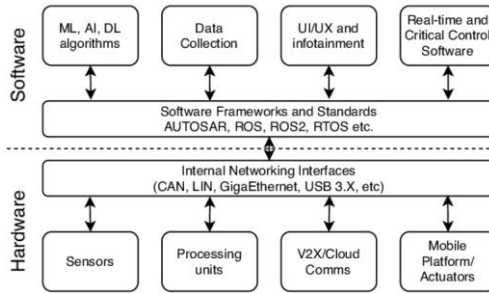 Software
ML, AI, DL
algorithms
Data
Collection
UI/UX and
infotainment
Real-time and
Critical Control
Software
Software Frameworks and Standards
AUTOSAR, ROS, ROS2, RTOS etc.
Hardware
Internal Networking Interfaces
(CAN, LIN, GigaEthernet, USB 3.X, etc)
Sensors
Processing
units
V2X/Cloud
Comms
Mobile
Platform/
Actuators